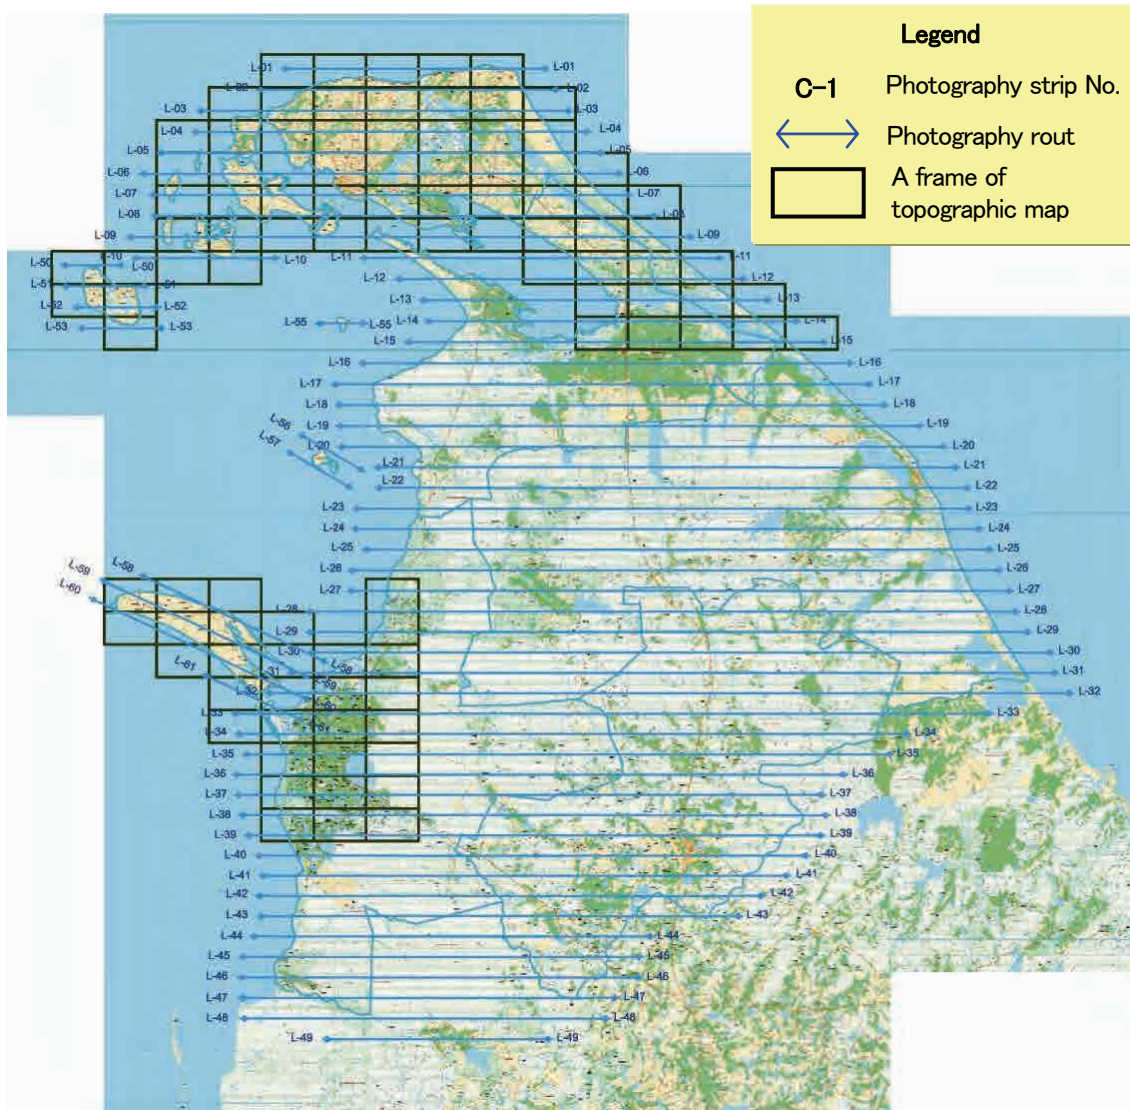 Legend
C-1 Photography strip No.
Photography rout
A frame of
topographic map
L-01 L-01
L-02 L-02
L-03 L-03
L-04 L-04
L-05 L-05
L-06 L-06
L-07 L-07
L-08 L-08
L-09 L-09
L-10 L-10 L-11 L-11
L-50 L-50
L-12 L-12
L-51 L-51
L-13 L-13
L-52 L-52
L-55 L-55 L-14 L-14
L-53 L-53
L-15 L-15
L-16 L-16
L-17 L-17
L-18 L-18
L-56 L-19 L-19
L-57 L-20 L-20
L-21 L-21
L-22 L-22
L-23 L-23
L-24 L-24
L-25 L-25
L-59 L-58 L-26 L-26
L-60 L-27 L-27
L-28 L-28
L-29 L-29
L-30 L-30
L-61 L-31 L-58 L-31
L-32 L-59 L-32
L-60
L-33 L-33
L-61
L-34 L-34
L-35 L-35
L-36 L-36
L-37 L-37
L-38 L-38
L-39 L-39
L-40 L-40
L-41 L-41
L-42 L-42
L-43 L-43
L-44 L-44
L-45 L-45
L-46 L-46
L-47 L-47
L-48 L-48
L-49 L-49